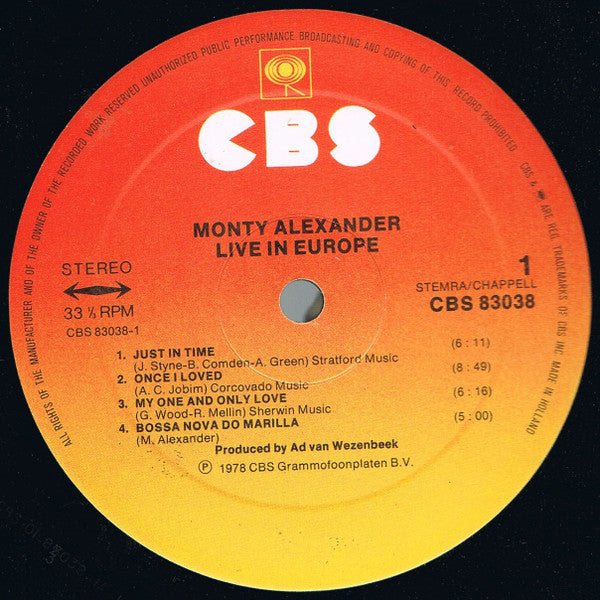 ALL RIGHTS OF THE MANUFACTURER AND OF THE OWNER OF THE RECORDED WORK RESERVED UNAUTHORIZED PUBLIC PERFORMANCE BROADCASTING AND COPYING OF THIS RECORD PROHIBITED
CBS & ARE REG. TRADEMARKS OF CBS INC. MADE IN HOLLAND
CBS
MONTY ALEXANDER
LIVE IN EUROPE
STEREO
1
STEMRA/CHAPPELL
33 ⅓ RPM
CBS 83038
CBS 83038-1
1. JUST IN TIME (6 : 11)
(J. Styne-B. Comden-A. Green) Stratford Music
2. ONCE I LOVED (8 : 49)
(A. C. Jobim) Corcovado Music
3. MY ONE AND ONLY LOVE (6 : 16)
(G. Wood-R. Mellin) Sherwin Music
4. BOSSA NOVA DO MARILLA (5 : 00)
(M. Alexander)
Produced by Ad van Wezenbeek
℗ 1978 CBS Grammofoonplaten B.V.